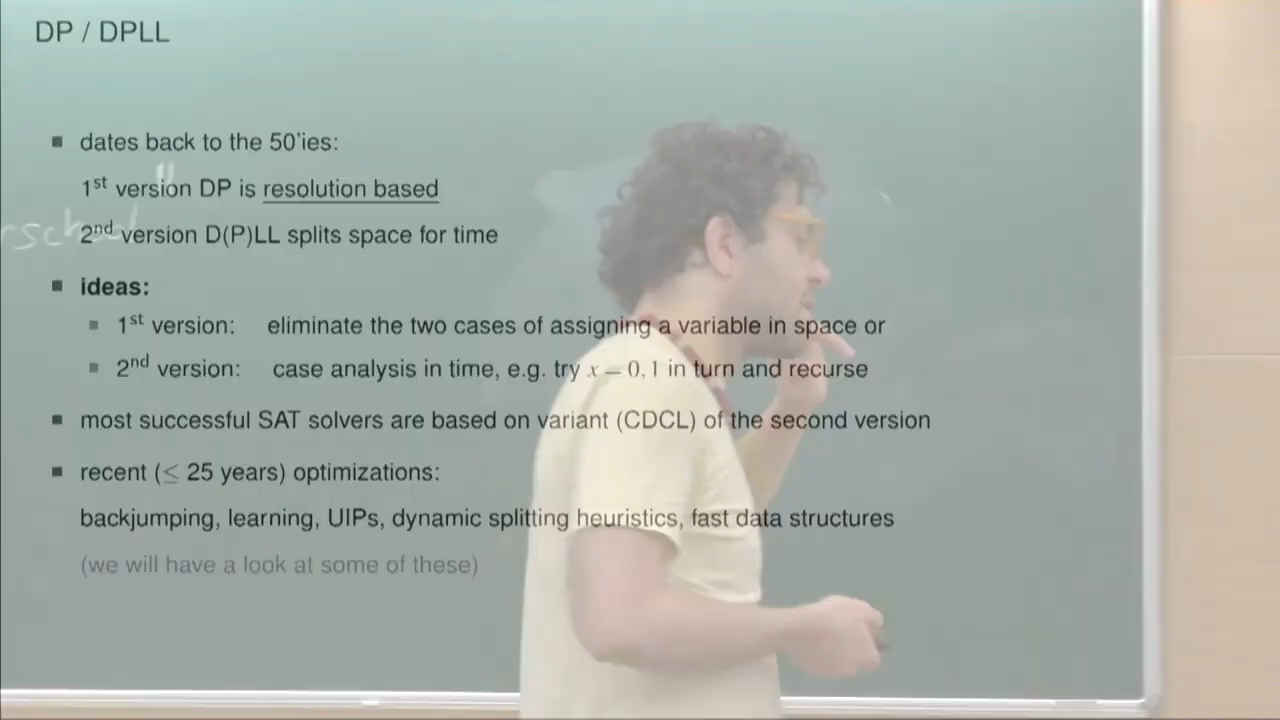 DP / DPLL
■ dates back to the 50'ies:
1st version DP is resolution based
2nd version D(P)LL splits space for time
■ ideas:
■ 1st version: eliminate the two cases of assigning a variable in space or
■ 2nd version: case analysis in time, e.g. try x = 0, 1 in turn and recurse
■ most successful SAT solvers are based on variant (CDCL) of the second version
■ recent (≤ 25 years) optimizations:
backjumping, learning, UIPs, dynamic splitting heuristics, fast data structures
(we will have a look at some of these)